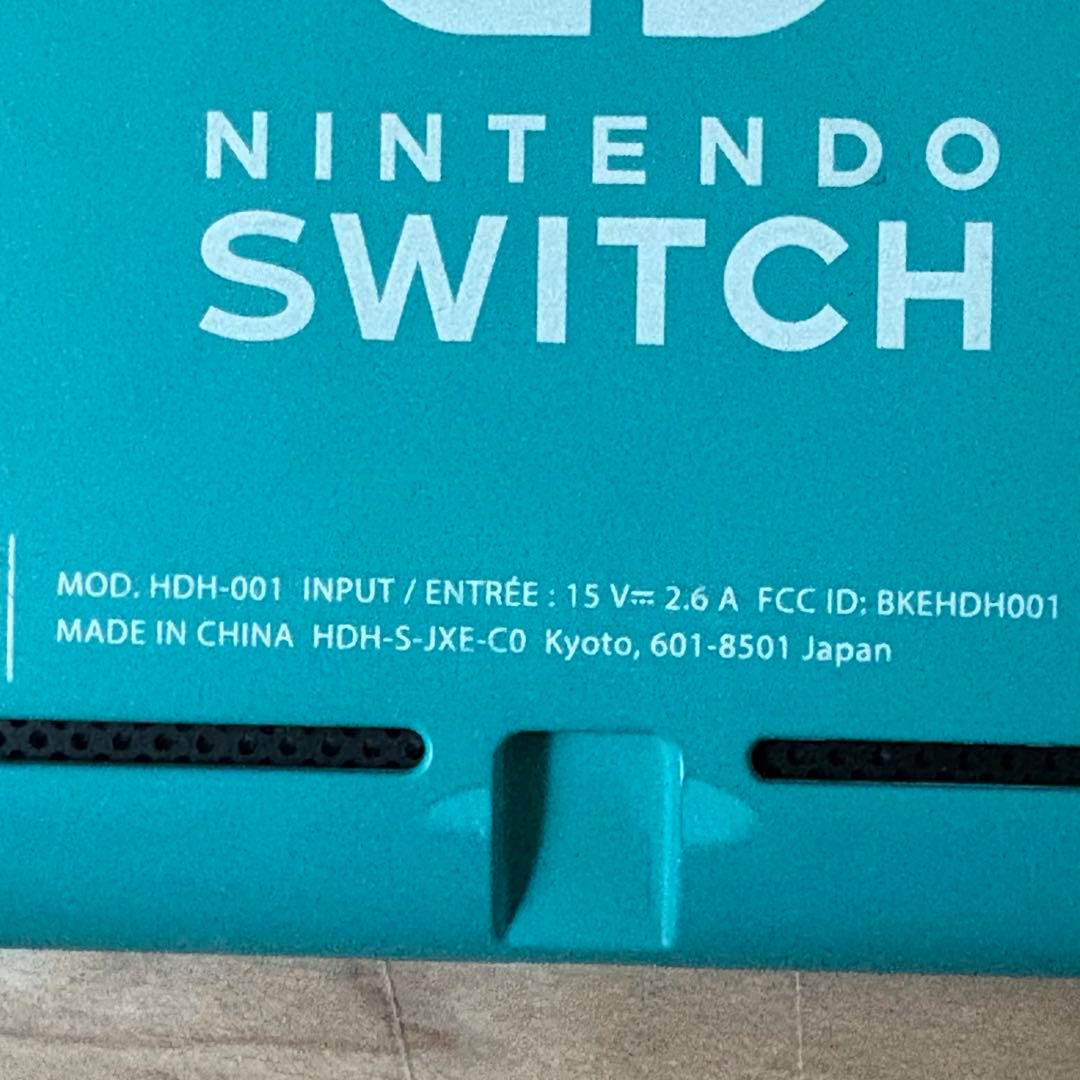 NINTENDO
SWITCH
MOD. HDH-001 INPUT / ENTRÉE : 15 V⎓ 2.6 A FCC ID: BKEHDH001
MADE IN CHINA HDH-S-JXE-C0 Kyoto, 601-8501 Japan